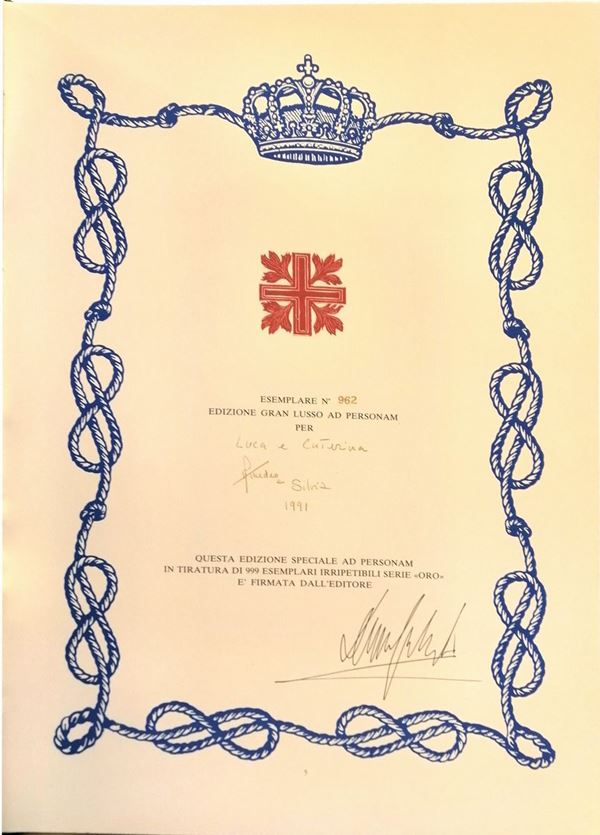 ESEMPLARE N° 962
EDIZIONE GRAN LUSSO AD PERSONAM
PER
Luca e Caterina
Silvia
1991
QUESTA EDIZIONE SPECIALE AD PERSONAM
IN TIRATURA DI 999 ESEMPLARI IRRIPETIBILI SERIE «ORO»
E' FIRMATA DALL'EDITORE